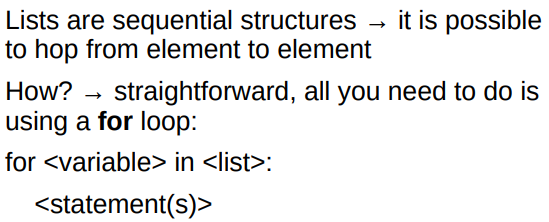 Lists are sequential structures → it is possible
to hop from element to element
How? → straightforward, all you need to do is
using a for loop:
for <variable> in <list>:
<statement(s)>